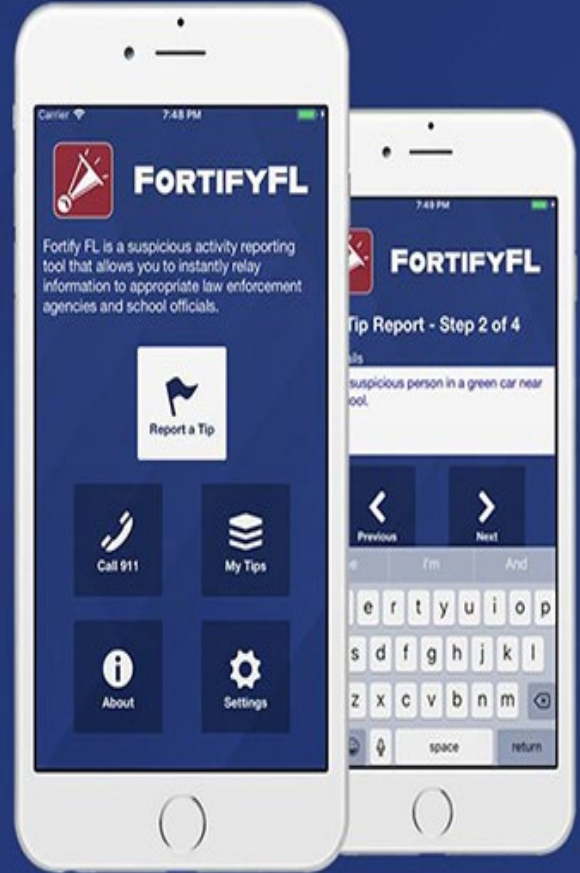 Carrier 7:48 PM
FORTIFYFL
Fortify FL is a suspicious activity reporting
tool that allows you to instantly relay
information to appropriate law enforcement
agencies and school officials.
Report a Tip
Call 911
My Tips
About
Settings
7:49 PM
FORTIFYFL
Tip Report - Step 2 of 4
suspicious person in a green car near
Previous
Next
I'm
And
e r t y u i o p
s d f g h j k l
z x c v b n m
space
return